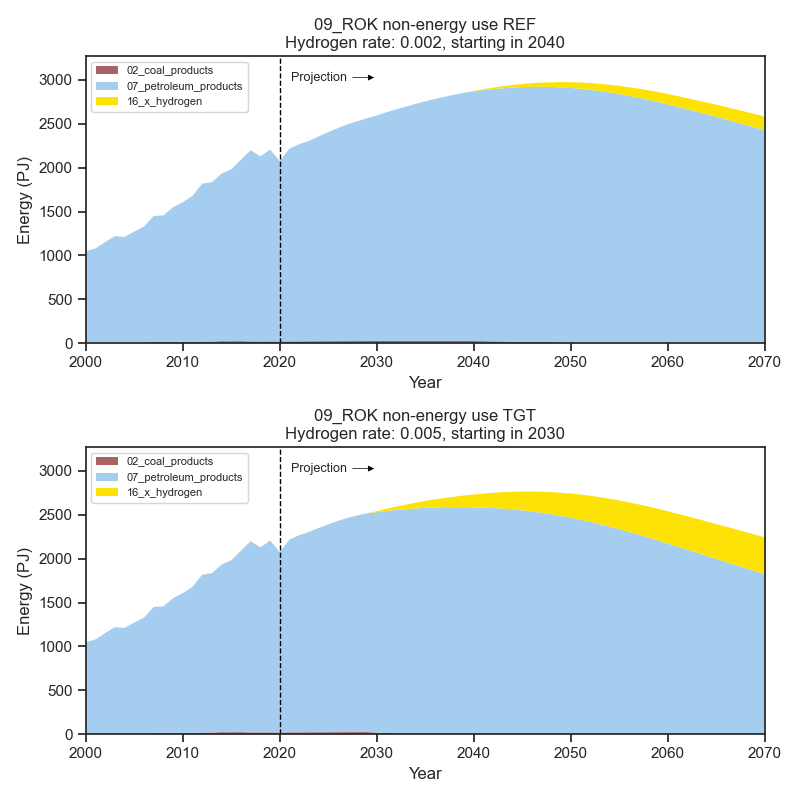 09_ROK non-energy use REF
Hydrogen rate: 0.002, starting in 2040
02_coal_products
07_petroleum_products
16_x_hydrogen
Projection
Energy (PJ)
3000
2500
2000
1500
1000
500
0
2000 2010 2020 2030 2040 2050 2060 2070
Year
09_ROK non-energy use TGT
Hydrogen rate: 0.005, starting in 2030
02_coal_products
07_petroleum_products
16_x_hydrogen
Projection
Energy (PJ)
3000
2500
2000
1500
1000
500
0
2000 2010 2020 2030 2040 2050 2060 2070
Year